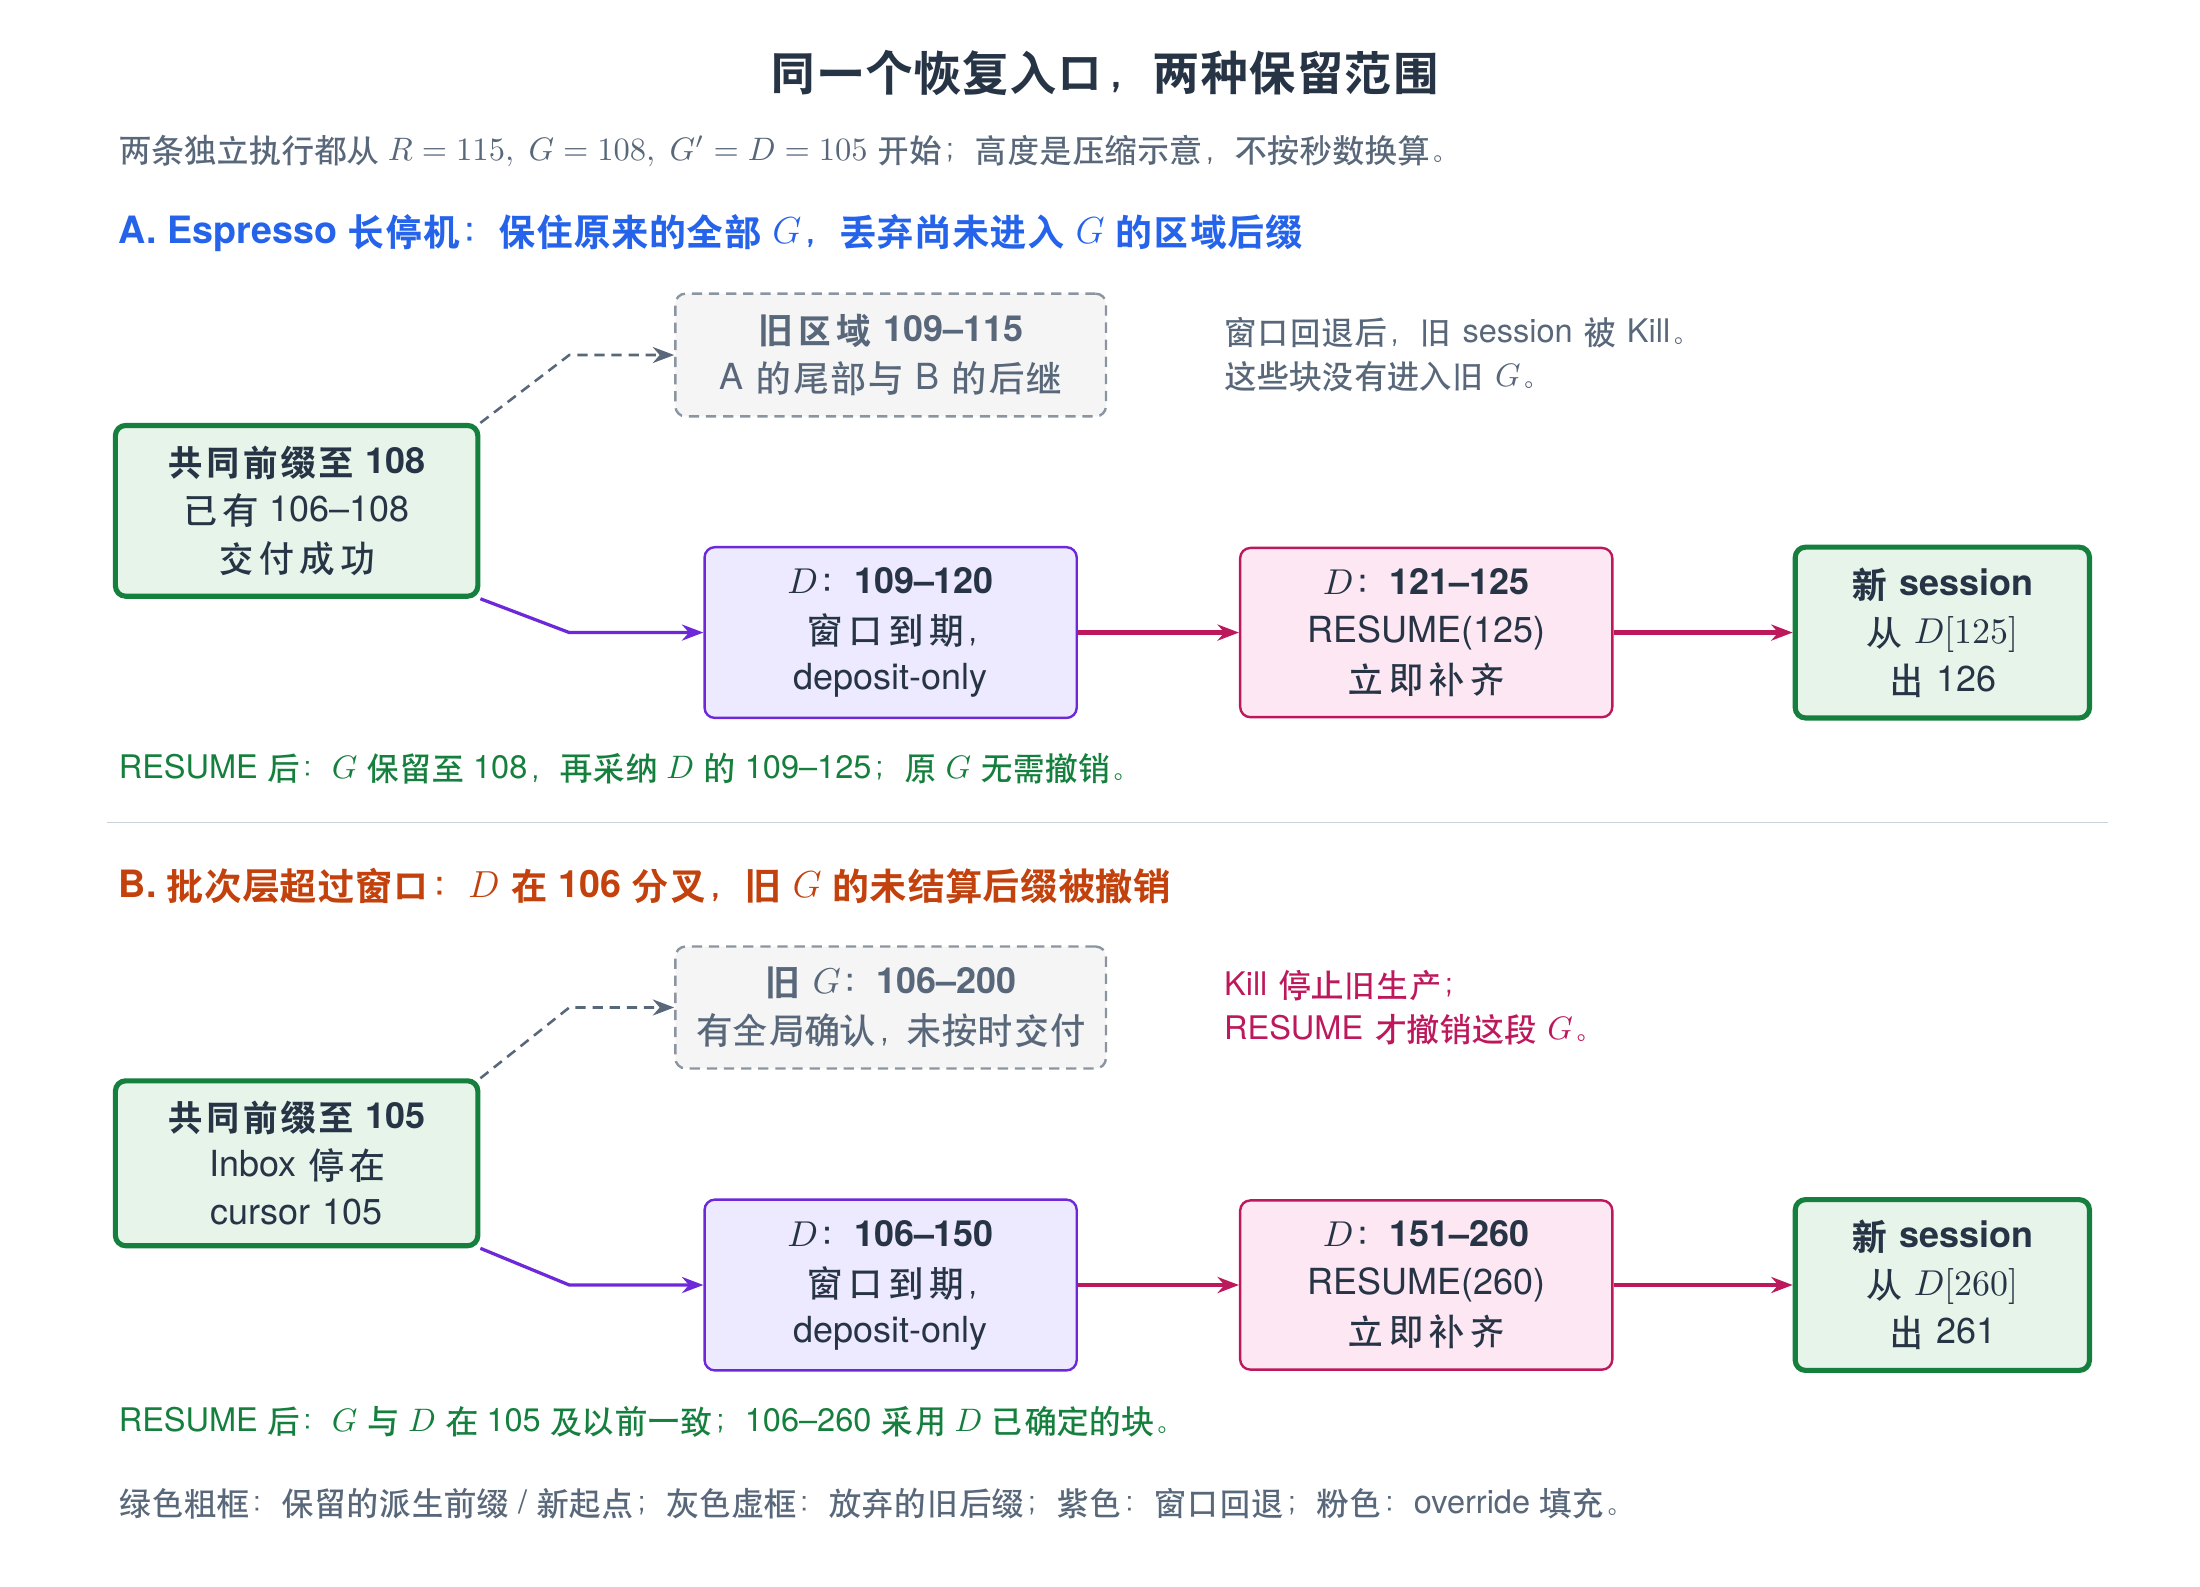 同一个恢复入口，两种保留范围
两条独立执行都从 R = 115, G = 108, G′ = D = 105 开始；高度是压缩示意，不按秒数换算。
A. Espresso 长停机：保住原来的全部 G，丢弃尚未进入 G 的区域后缀
旧区域 109–115
A 的尾部与 B 的后继
窗口回退后，旧 session 被 Kill。
这些块没有进入旧 G。
共同前缀至 108
已有 106–108
交付成功
D：109–120
窗口到期，
deposit-only
D：121–125
RESUME(125)
立即补齐
新 session
从 D[125]
出 126
RESUME 后：G 保留至 108，再采纳 D 的 109–125；原 G 无需撤销。
B. 批次层超过窗口：D 在 106 分叉，旧 G 的未结算后缀被撤销
旧 G：106–200
有全局确认，未按时交付
Kill 停止旧生产；
RESUME 才撤销这段 G。
共同前缀至 105
Inbox 停在
cursor 105
D：106–150
窗口到期，
deposit-only
D：151–260
RESUME(260)
立即补齐
新 session
从 D[260]
出 261
RESUME 后：G 与 D 在 105 及以前一致；106–260 采用 D 已确定的块。
绿色粗框：保留的派生前缀 / 新起点；灰色虚框：放弃的旧后缀；紫色：窗口回退；粉色：override 填充。